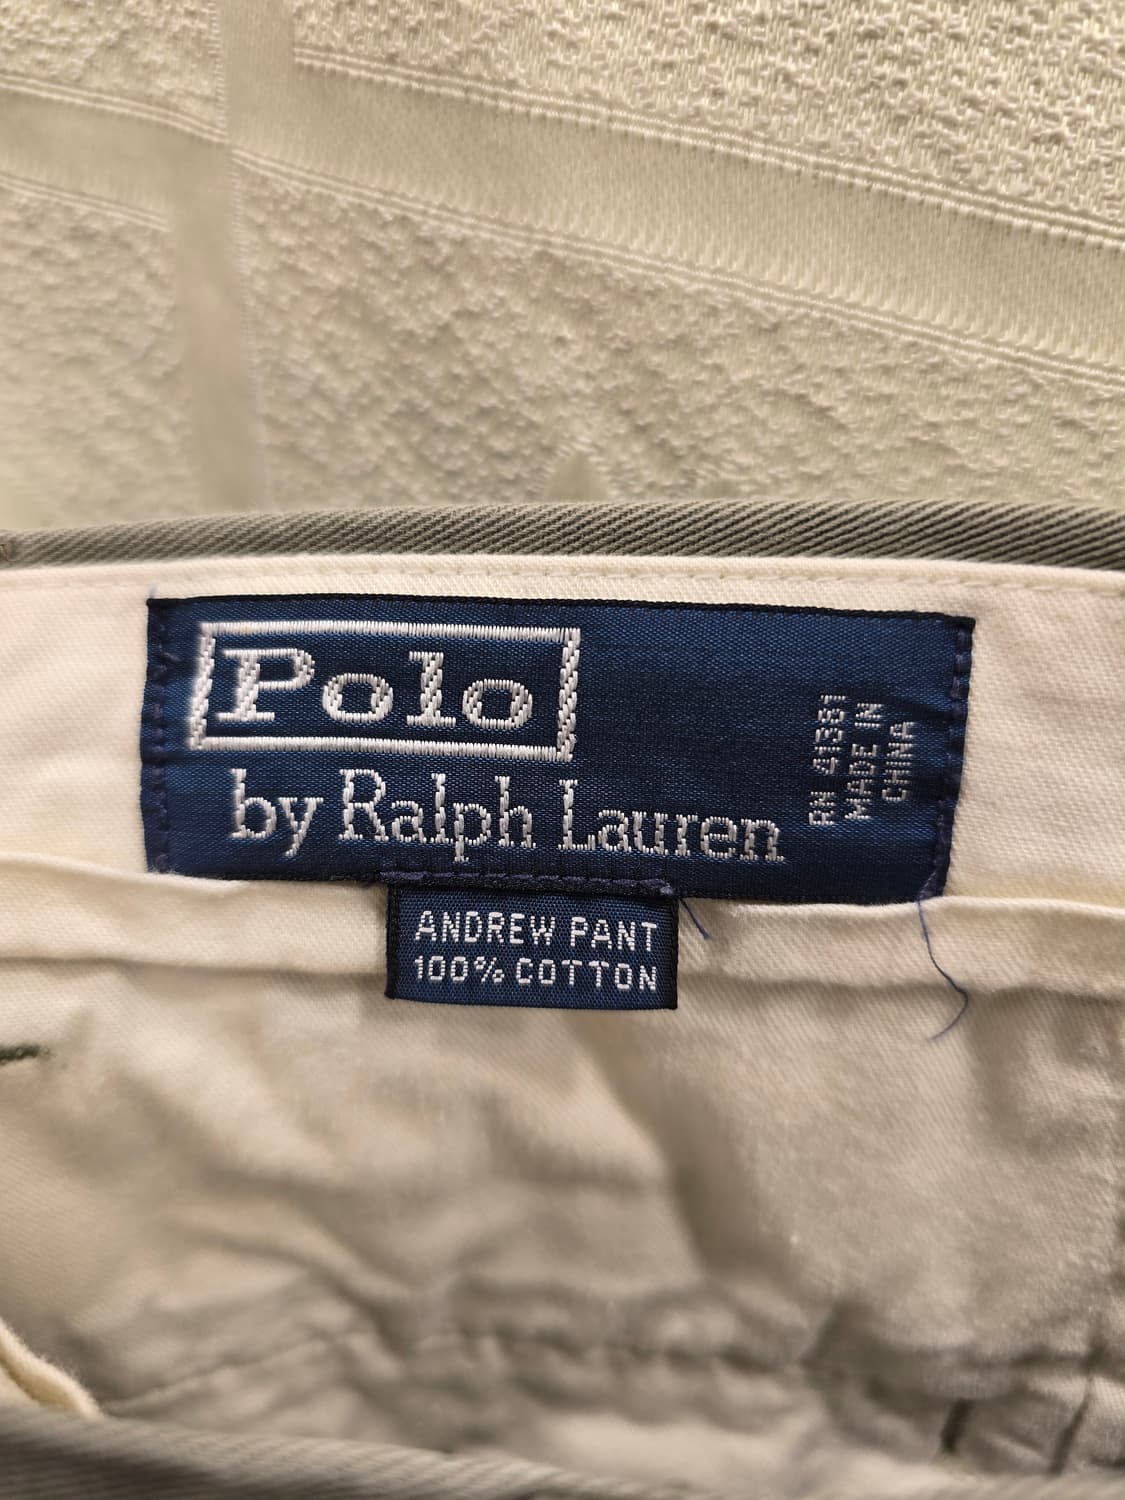 Polo
by Ralph Lauren
RN 41381
MADE IN
CHINA
ANDREW PANT
100% COTTON